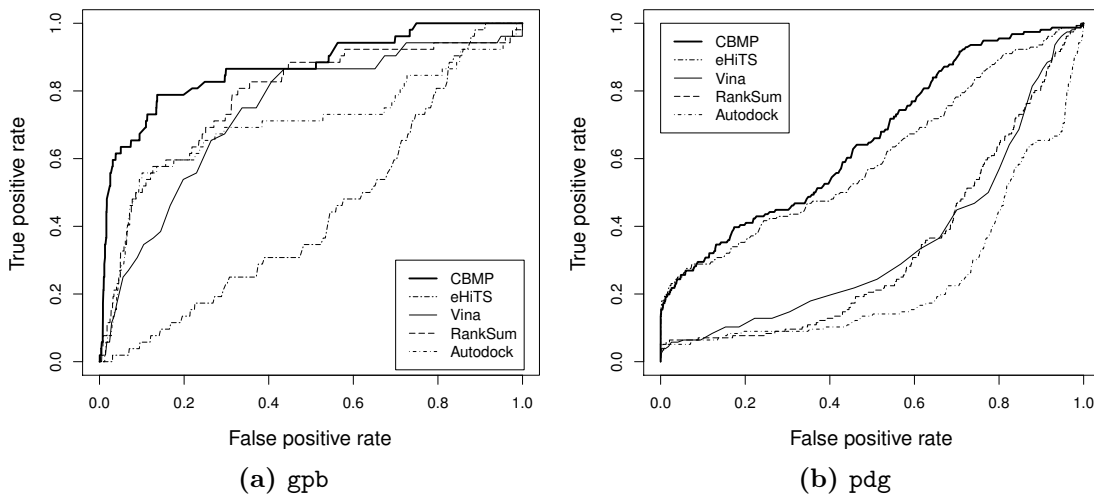 True positive rate
1.0
0.8
0.6
0.4
0.2
0.0
CBMP
eHiTS
Vina
RankSum
Autodock
0.0 0.2 0.4 0.6 0.8 1.0
False positive rate
(a) gpb
True positive rate
1.0
0.8
0.6
0.4
0.2
0.0
CBMP
eHiTS
Vina
RankSum
Autodock
0.0 0.2 0.4 0.6 0.8 1.0
False positive rate
(b) pdg